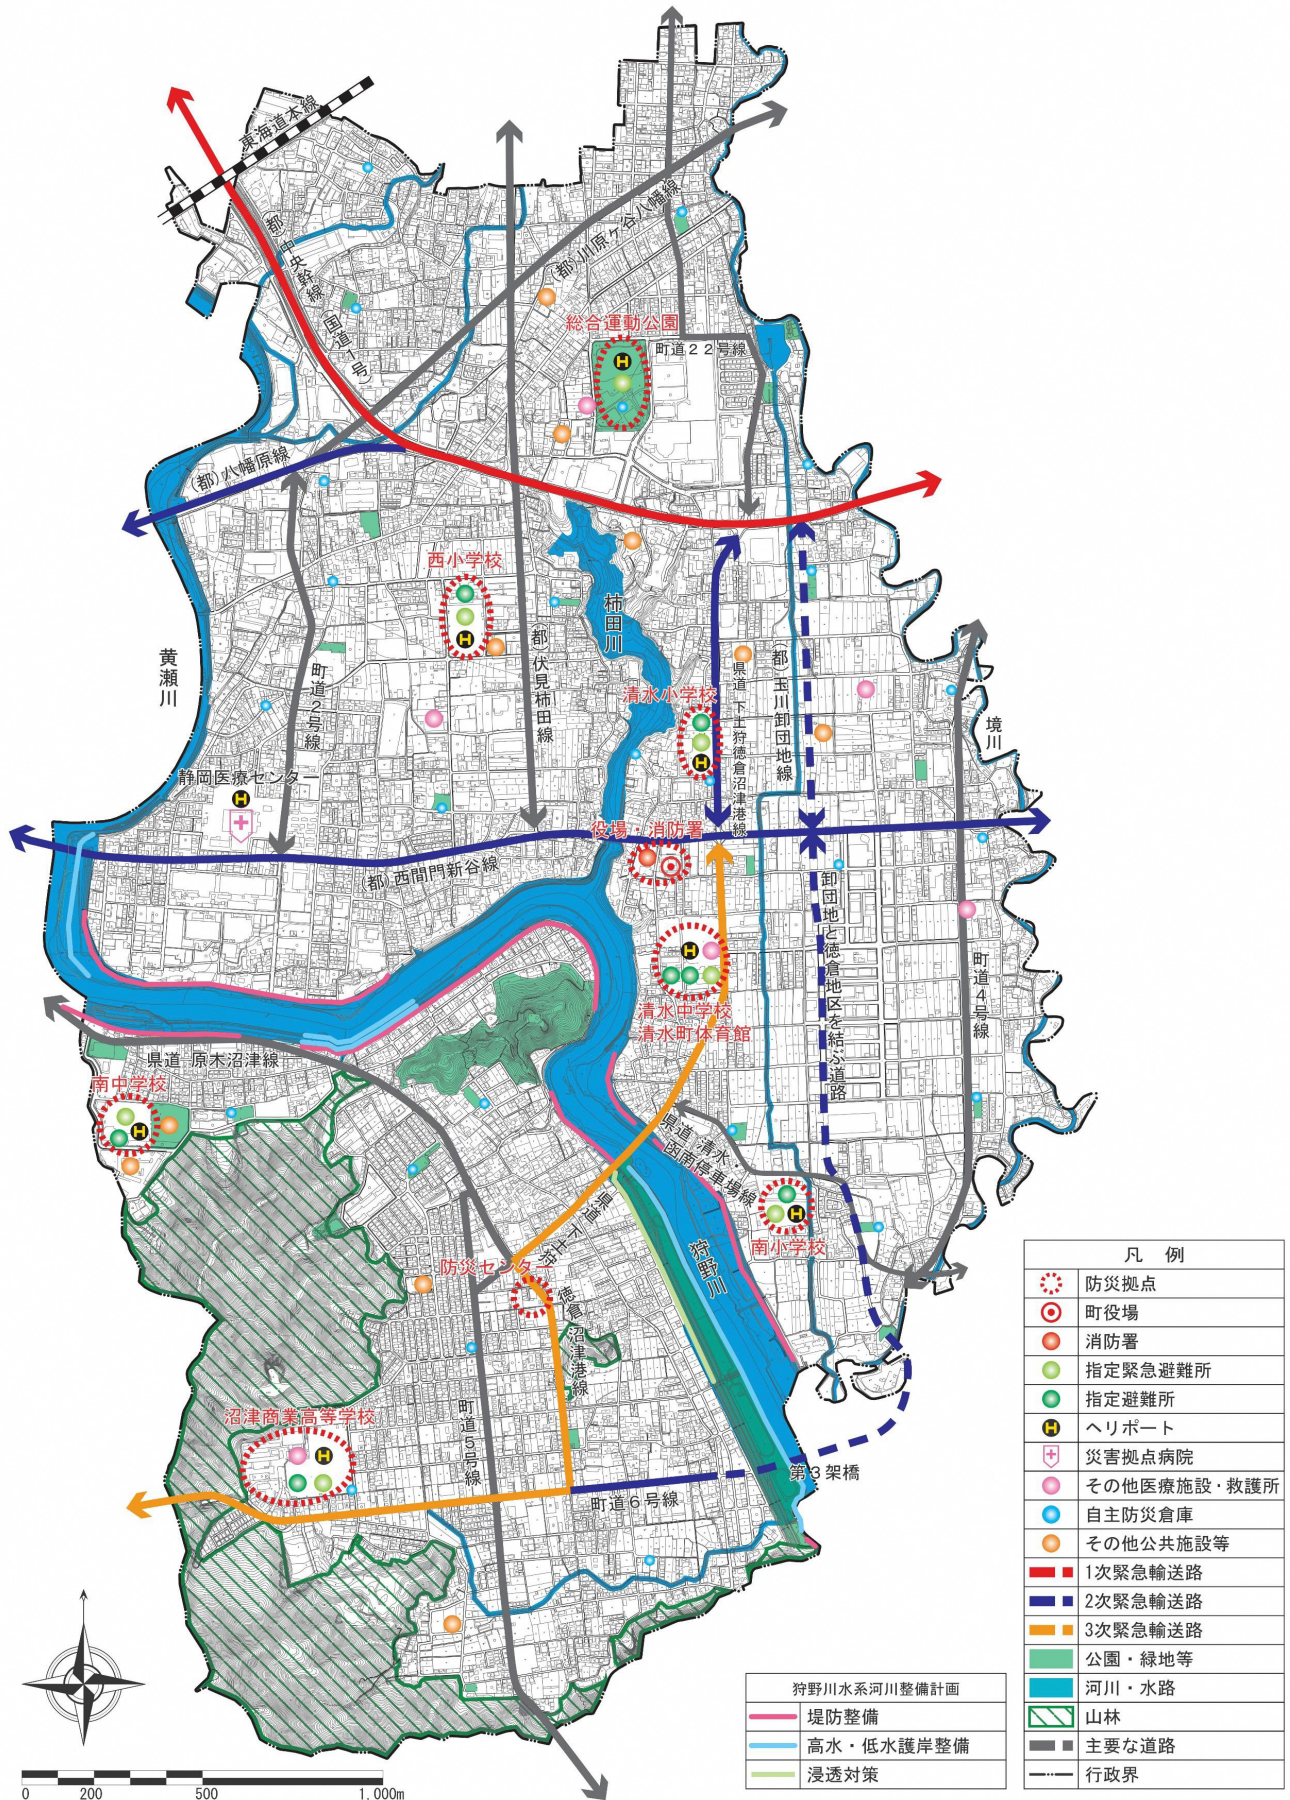 東海道本線
(都)中央幹線
(国道1号)
(都)川原ヶ谷八幡線
総合運動公園
町道22号線
(都)八幡原線
西小学校
柿田川
(都)伏見柿田線
黄瀬川
町道2号線
清水小学校
県道 下土狩徳倉沼津港線
(都)玉川卸団地線
境川
静岡医療センター
役場・消防署
(都)西間門新谷線
卸団地と徳倉地区を結ぶ道路
町道4号線
清水中学校
清水町体育館
県道 原木沼津線
南中学校
県道 清水・
函南停車場線
南小学校
県道 下土狩
徳倉沼津港線
狩野川
防災センター
沼津商業高等学校
町道5号線
町道6号線
第3架橋
凡 例
防災拠点
町役場
消防署
指定緊急避難所
指定避難所
ヘリポート
災害拠点病院
その他医療施設・救護所
自主防災倉庫
その他公共施設等
1次緊急輸送路
2次緊急輸送路
3次緊急輸送路
公園・緑地等
河川・水路
山林
主要な道路
行政界
狩野川水系河川整備計画
堤防整備
高水・低水護岸整備
浸透対策
0 200 500 1,000m